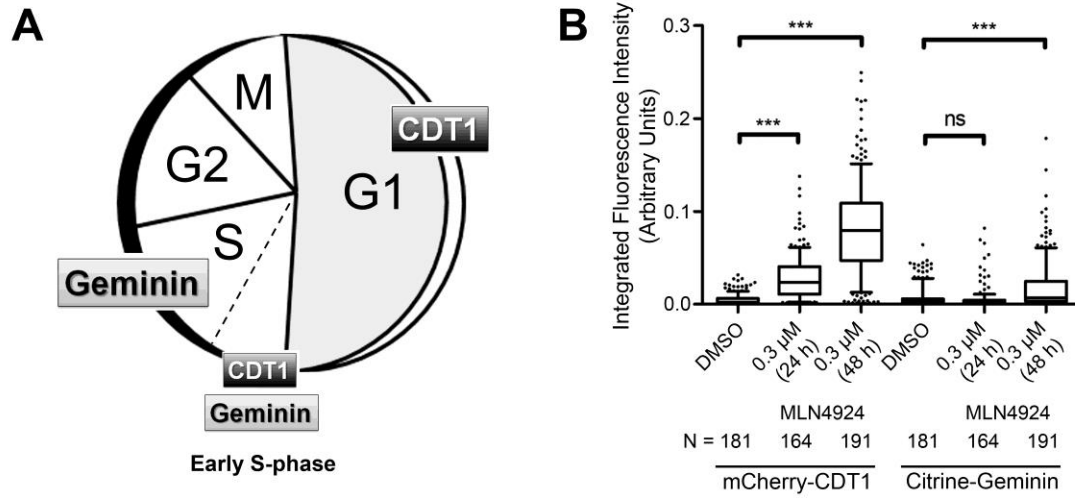 A
M
CDT1
G2
G1
S
Geminin
CDT1
Geminin
Early S-phase
B
Integrated Fluorescence Intensity
(Arbitrary Units)
0.3
0.2
0.1
0.0
***
***
***
ns
DMSO
0.3 µM
(24 h)
0.3 µM
(48 h)
DMSO
0.3 µM
(24 h)
0.3 µM
(48 h)
MLN4924 MLN4924
N = 181 164 191 181 164 191
mCherry-CDT1 Citrine-Geminin